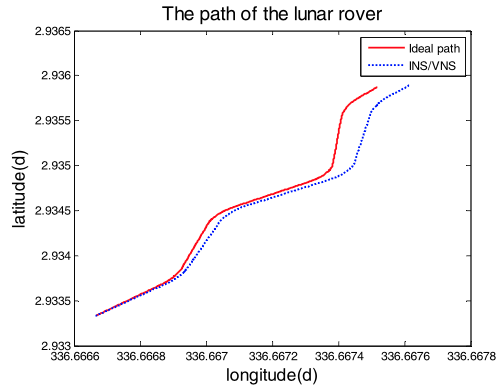 The path of the lunar rover
2.9365
2.936
2.9355
2.935
2.9345
2.934
2.9335
2.933
latitude(d)
Ideal path
INS/VNS
336.6666 336.6668 336.667 336.6672 336.6674 336.6676 336.6678
longitude(d)